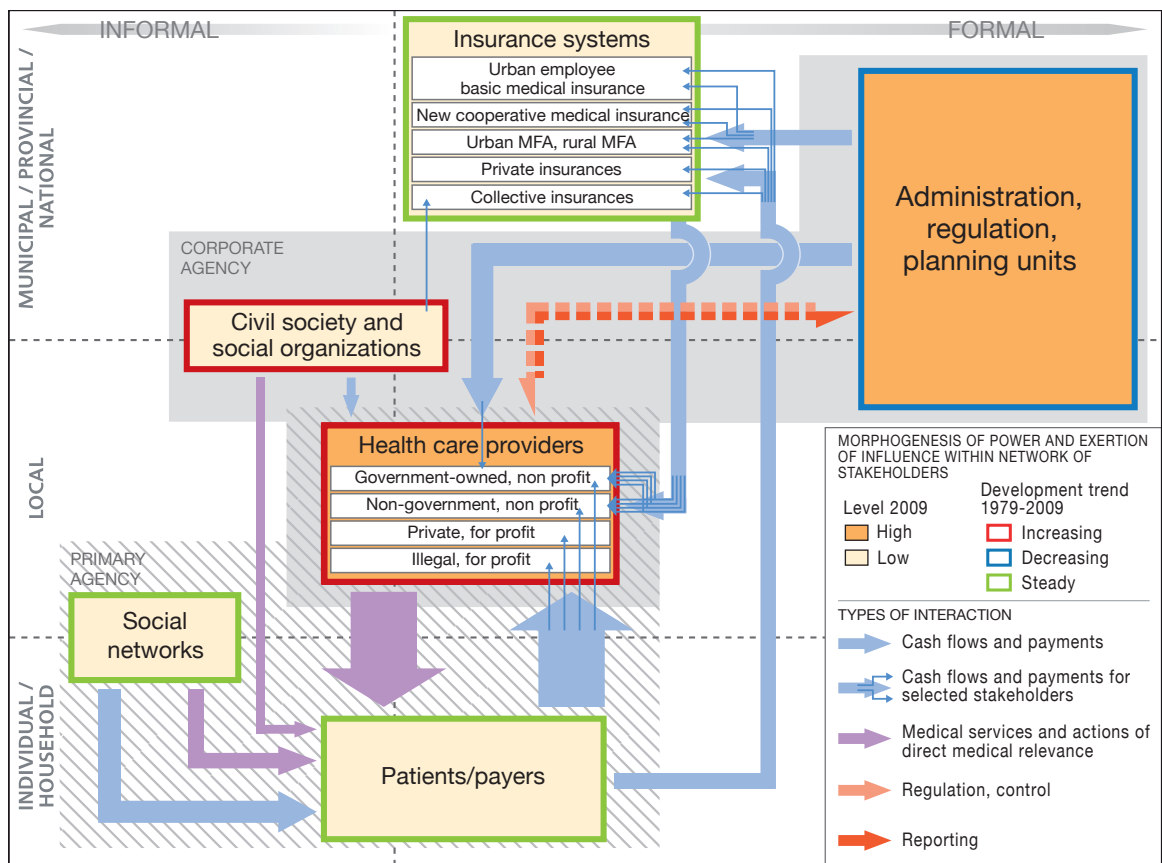 INFORMAL
FORMAL
MUNICIPAL / PROVINCIAL /
NATIONAL
LOCAL
INDIVIDUAL /
HOUSEHOLD
Insurance systems
Urban employee
basic medical insurance
New cooperative medical insurance
Urban MFA, rural MFA
Private insurances
Collective insurances
Administration,
regulation,
planning units
CORPORATE
AGENCY
Civil society and
social organizations
Health care providers
Government-owned, non profit
Non-government, non profit
Private, for profit
Illegal, for profit
PRIMARY
AGENCY
Social
networks
Patients/payers
MORPHOGENESIS OF POWER AND EXERTION
OF INFLUENCE WITHIN NETWORK OF
STAKEHOLDERS
Level 2009
High
Low
Development trend
1979-2009
Increasing
Decreasing
Steady
TYPES OF INTERACTION
Cash flows and payments
Cash flows and payments for
selected stakeholders
Medical services and actions of
direct medical relevance
Regulation, control
Reporting